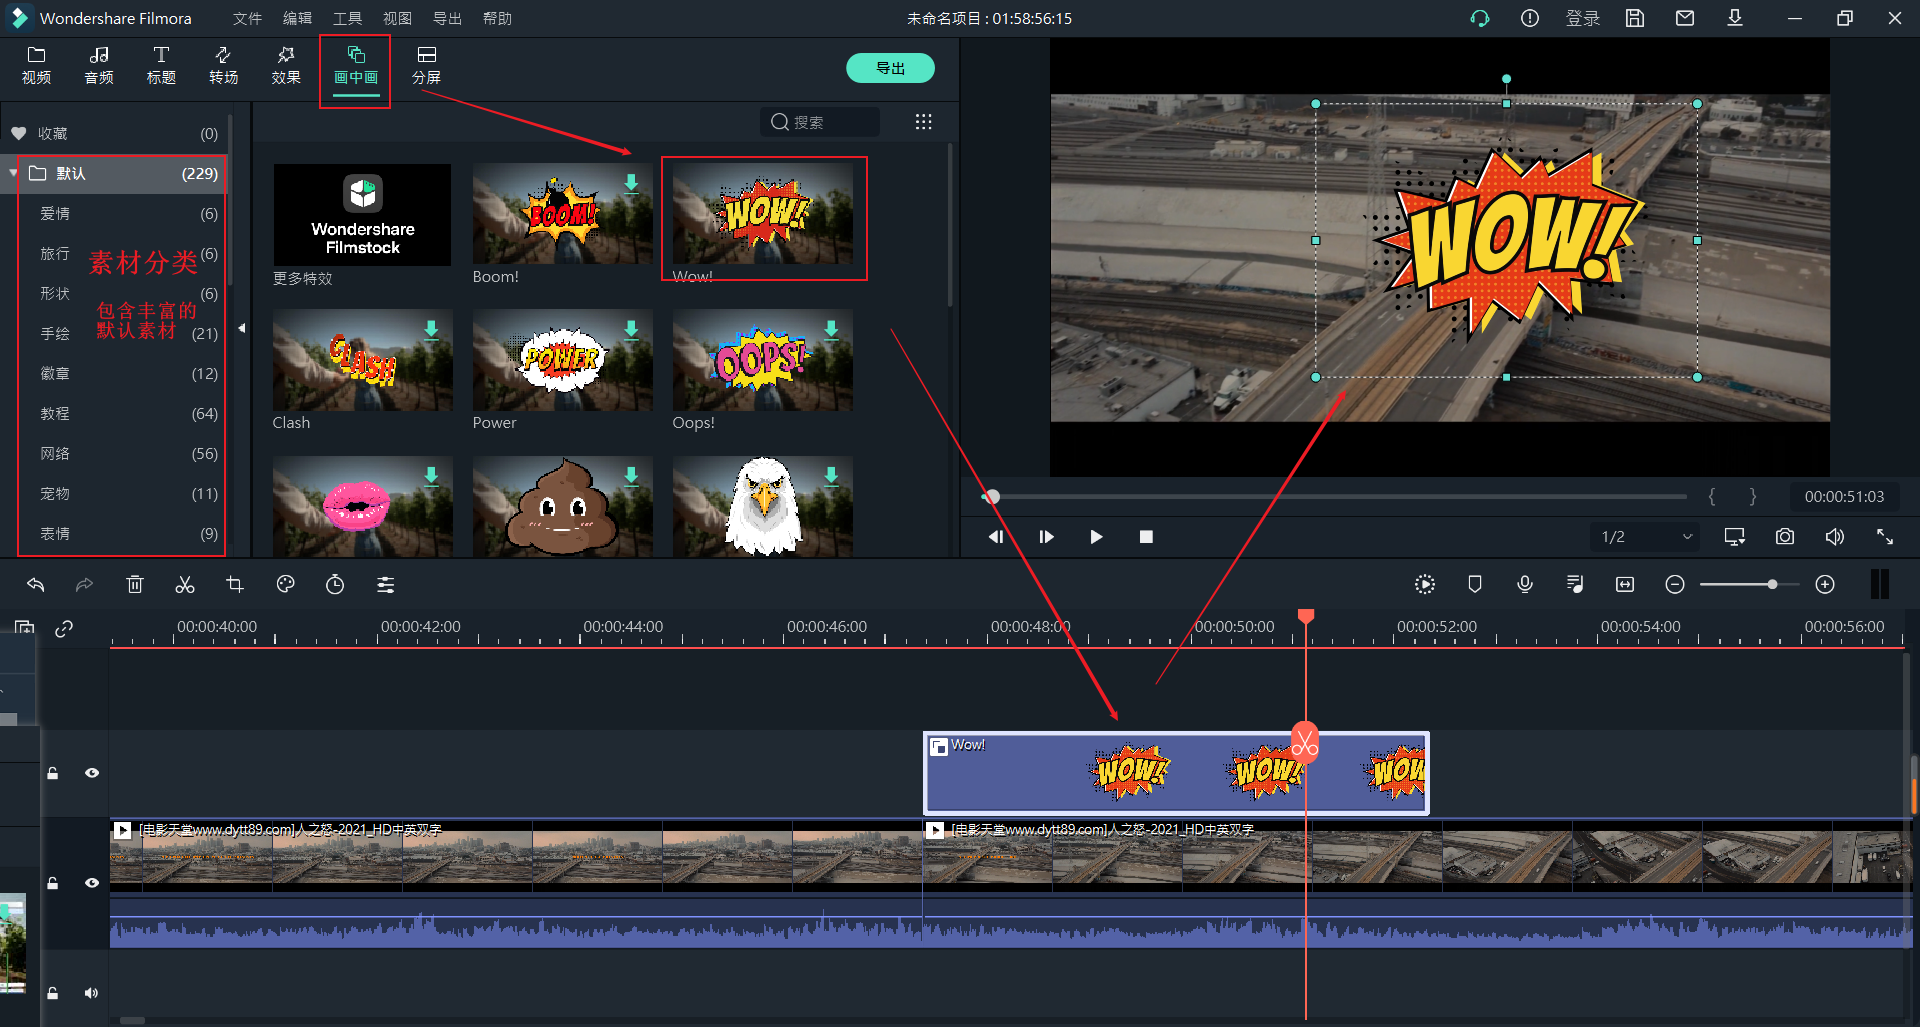 Wondershare Filmora
文件 编辑 工具 视图 导出 帮助
未命名项目 : 01:58:56:15
登录
视频 音频 标题 转场 效果 画中画 分屏
导出
收藏 (0)
搜索
默认 (229)
爱情 (6)
旅行 (6)
形状 (6)
手绘 (21)
徽章 (12)
教程 (64)
网络 (56)
宠物 (11)
表情 (9)
素材分类
包含丰富的
默认素材
Wondershare
Filmstock
更多特效
BOOM!
Boom!
WOW!
Wow!
CLASH
Clash
POWER
Power
OOPS!
Oops!
WOW!
{ }
00:00:51:03
1/2
00:00:40:00 00:00:42:00 00:00:44:00 00:00:46:00 00:00:48:00 00:00:50:00 00:00:52:00 00:00:54:00 00:00:56:00
Wow!
WOW! WOW! WOW
[电影天堂www.dytt89.com]人之怒-2021_HD中英双字
[电影天堂www.dytt89.com]人之怒-2021_HD中英双字